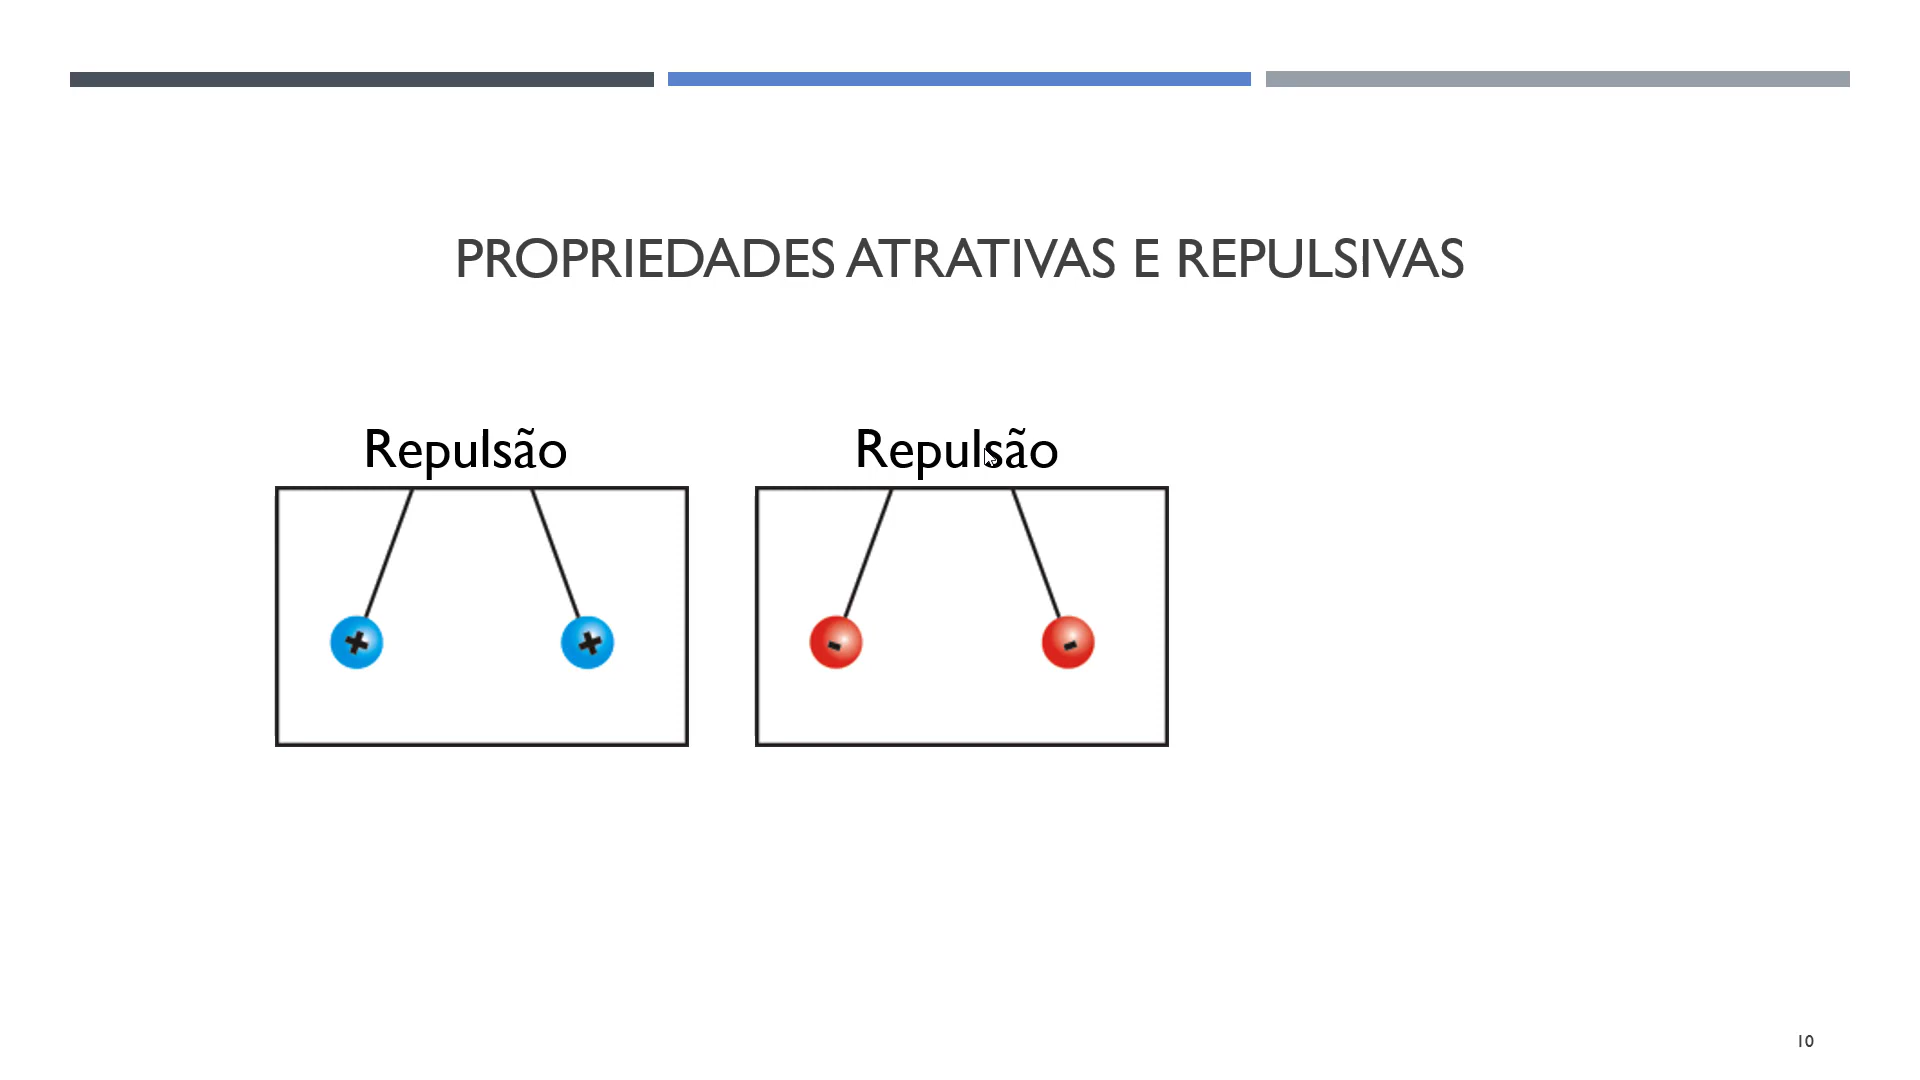 PROPRIEDADES ATRATIVAS E REPULSIVAS
Repulsão
Repulsão
+ +
- -
10